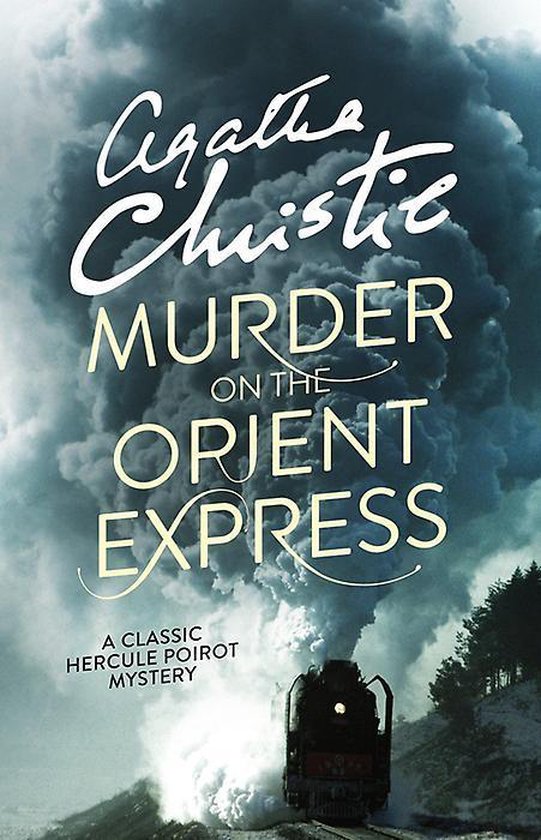 Agatha
Christie
MURDER
ON THE
ORIENT
EXPRESS
A CLASSIC
HERCULE POIROT
MYSTERY